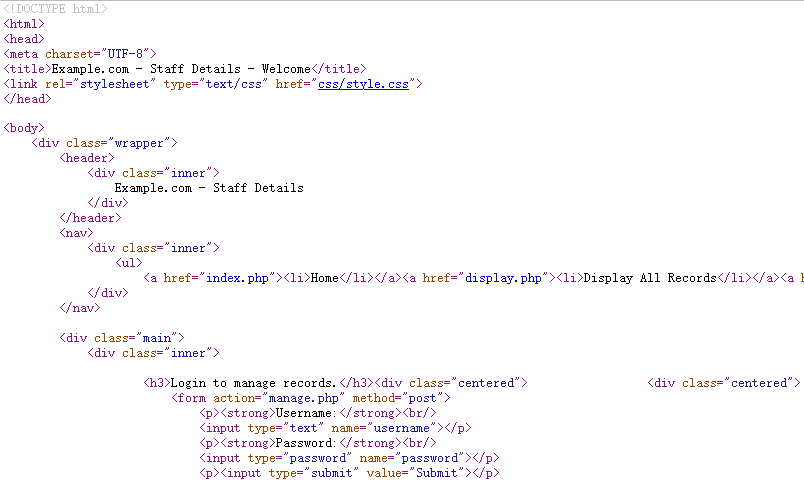 <!DOCTYPE html>
<html>
<head>
<meta charset="UTF-8">
<title>Example.com - Staff Details - Welcome</title>
<link rel="stylesheet" type="text/css" href="css/style.css">
</head>
<body>
<div class="wrapper">
<header>
<div class="inner">
Example.com - Staff Details
</div>
</header>
<nav>
<div class="inner">
<ul>
<a href="index.php"><li>Home</li></a><a href="display.php"><li>Display All Records</li></a><a h
</div>
</nav>
<div class="main">
<div class="inner">
<h3>Login to manage records.</h3><div class="centered"> <div class="centered">
<form action="manage.php" method="post">
<p><strong>Username:</strong><br/>
<input type="text" name="username"></p>
<p><strong>Password:</strong><br/>
<input type="password" name="password"></p>
<p><input type="submit" value="Submit"></p>